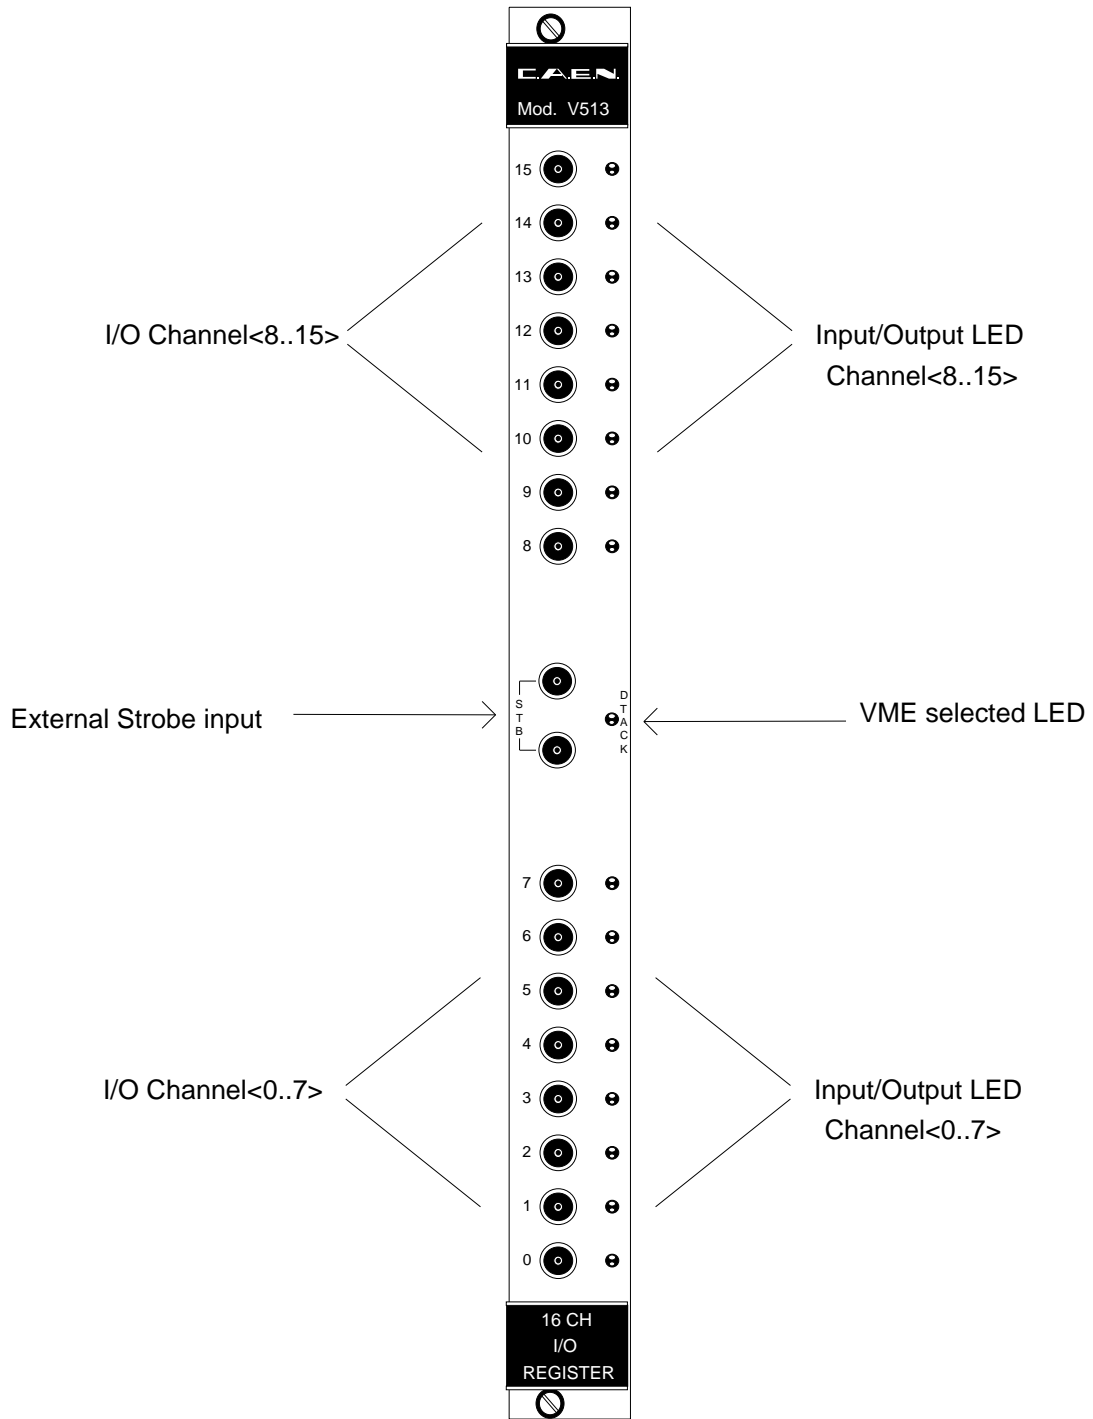 C.A.E.N.
Mod. V513
15
14
13
12
11
10
9
8
I/O Channel<8..15>
Input/Output LED
Channel<8..15>
External Strobe input
STB
DTACK
VME selected LED
7
6
5
4
3
2
1
0
I/O Channel<0..7>
Input/Output LED
Channel<0..7>
16 CH
I/O
REGISTER